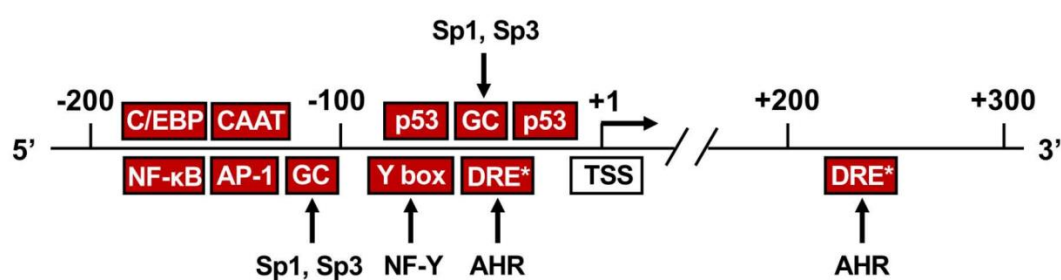 Sp1, Sp3
-200 -100 +1 +200 +300
C/EBP CAAT p53 GC p53
5’ 3’
NF-κB AP-1 GC Y box DRE* TSS DRE*
Sp1, Sp3 NF-Y AHR AHR